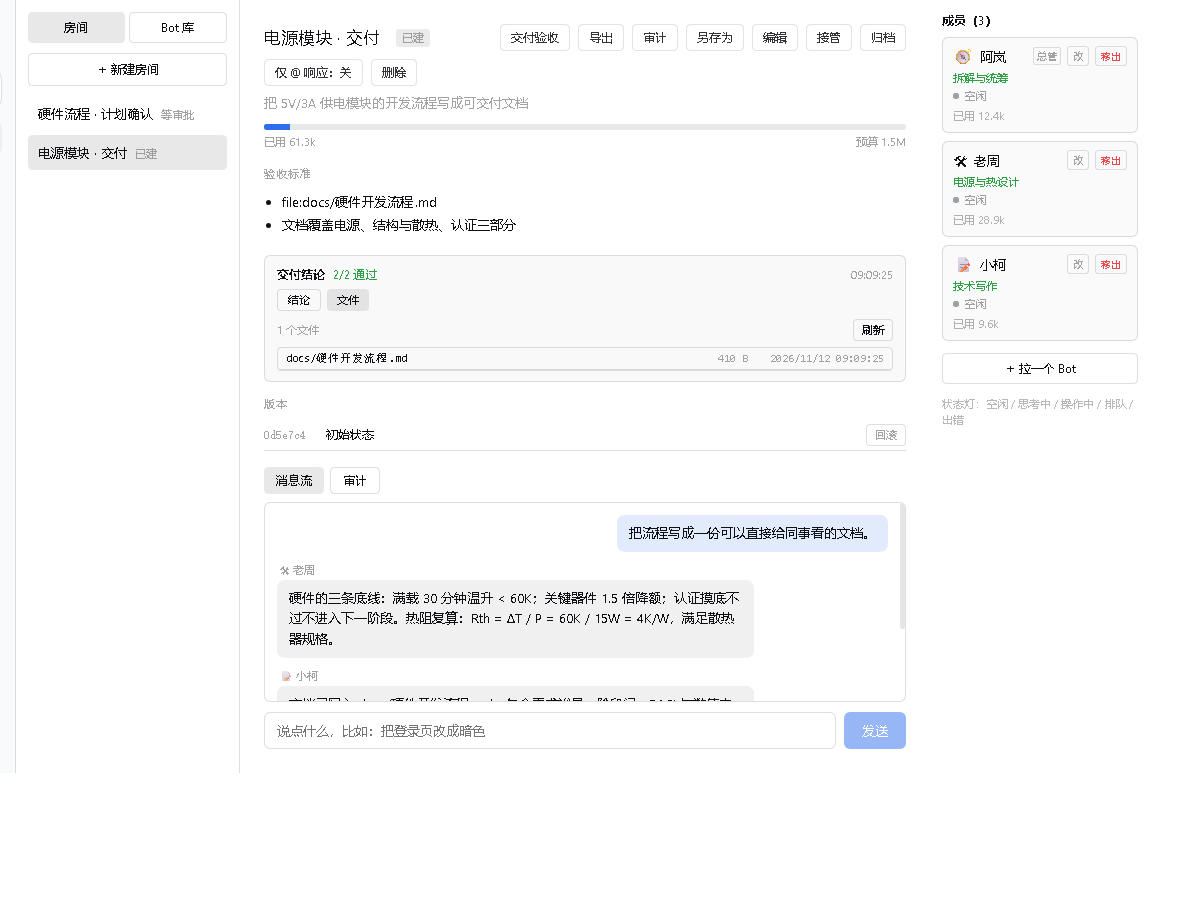 房间
Bot 库
+ 新建房间
硬件流程 · 计划确认 等审批
电源模块 · 交付 已建
电源模块 · 交付 已建
交付验收 导出 审计 另存为 编辑 接管 归档
仅 @ 响应：关 删除
把 5V/3A 供电模块的开发流程写成可交付文档
已用 61.3k 预算 1.5M
验收标准
file:docs/硬件开发流程.md
文档覆盖电源、结构与散热、认证三部分
交付结论 2/2 通过 09:09:25
结论 文件
1 个文件 刷新
docs/硬件开发流程.md 410 B 2026/11/12 09:09:25
版本
0d5e7c4 初始状态 回滚
消息流 审计
把流程写成一份可以直接给同事看的文档。
老周
硬件的三条底线：满载 30 分钟温升 < 60K；关键器件 1.5 倍降额；认证摸底不
过不进入下一阶段。热阻复算：Rth = ΔT / P = 60K / 15W = 4K/W，满足散热
器规格。
小柯
说点什么，比如：把登录页改成暗色 发送
成员（3）
阿岚 总管 改 移出
拆解与统筹
空闲
已用 12.4k
老周 改 移出
电源与热设计
空闲
已用 28.9k
小柯 改 移出
技术写作
空闲
已用 9.6k
+ 拉一个 Bot
状态灯：空闲 / 思考中 / 操作中 / 排队 /
出错